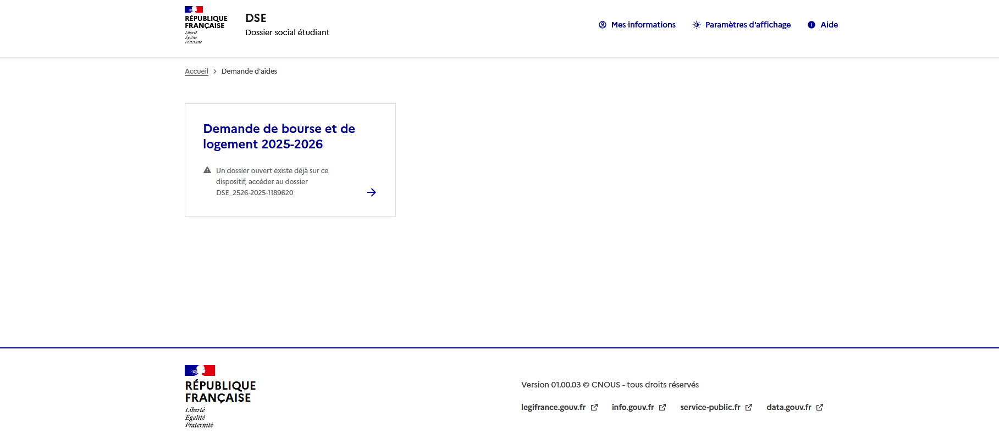 RÉPUBLIQUE
FRANÇAISE
Liberté
Égalité
Fraternité
DSE
Dossier social étudiant
Mes informations
Paramètres d'affichage
Aide
Accueil > Demande d'aides
Demande de bourse et de
logement 2025-2026
Un dossier ouvert existe déjà sur ce
dispositif, accéder au dossier
DSE_2526-2025-1189620
RÉPUBLIQUE
FRANÇAISE
Liberté
Égalité
Fraternité
Version 01.00.03 © CNOUS - tous droits réservés
legifrance.gouv.fr
info.gouv.fr
service-public.fr
data.gouv.fr